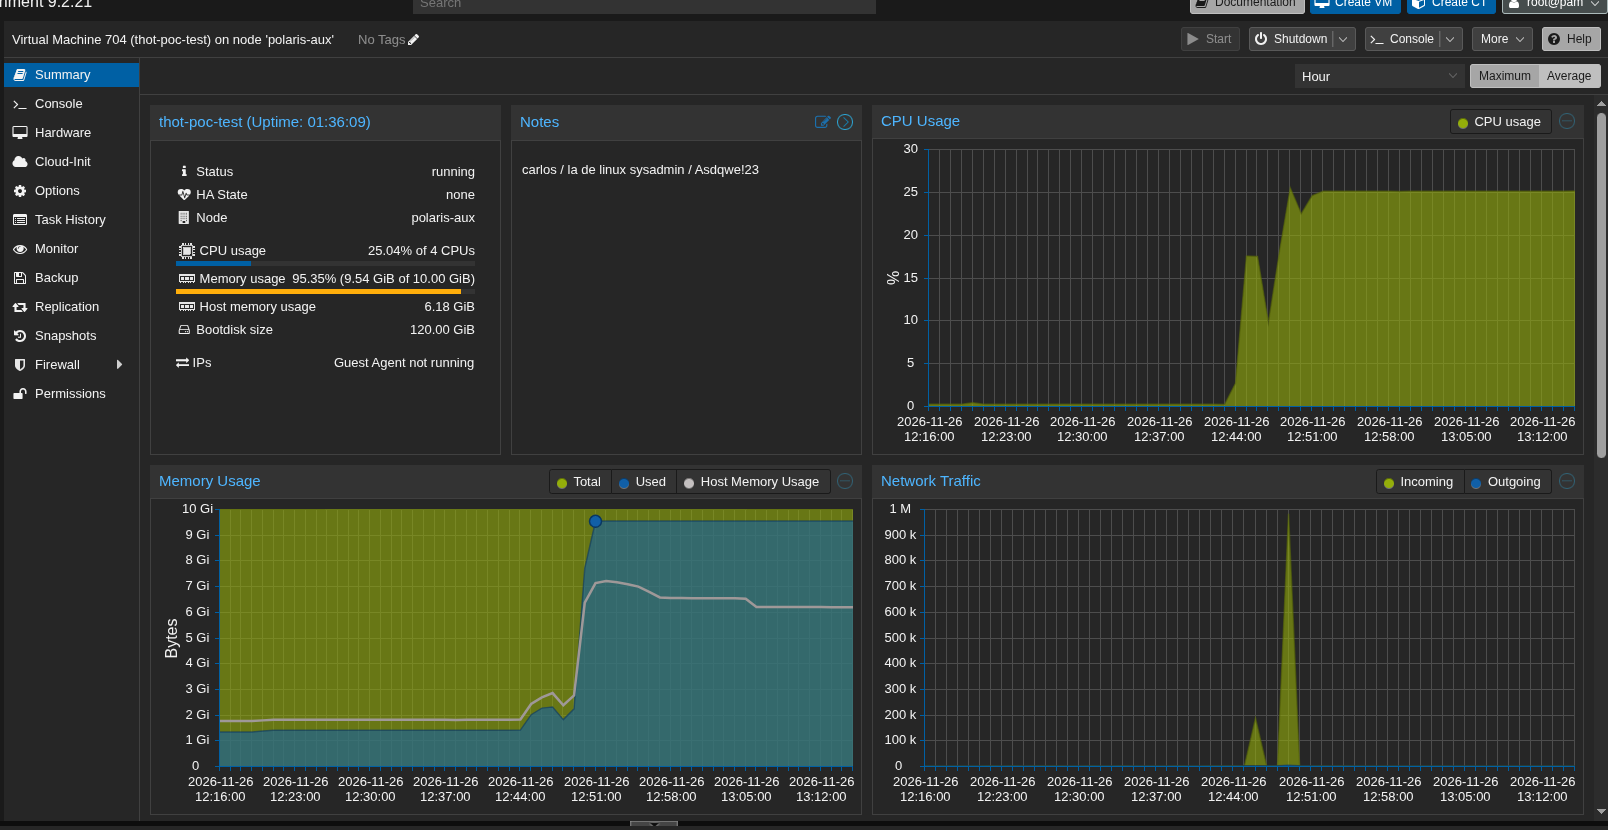 nment 9.2.21
Search
Documentation
Create VM
Create CT
root@pam
Virtual Machine 704 (thot-poc-test) on node 'polaris-aux'
No Tags
Start
Shutdown
Console
More
Help
Summary
Console
Hardware
Cloud-Init
Options
Task History
Monitor
Backup
Replication
Snapshots
Firewall
Permissions
Hour
Maximum
Average
thot-poc-test (Uptime: 01:36:09)
Status running
HA State none
Node polaris-aux
CPU usage 25.04% of 4 CPUs
Memory usage 95.35% (9.54 GiB of 10.00 GiB)
Host memory usage 6.18 GiB
Bootdisk size 120.00 GiB
IPs Guest Agent not running
Notes
carlos / la de linux sysadmin / Asdqwe!23
CPU Usage
CPU usage
30
25
20
15
10
5
0
%
2026-11-26 2026-11-26 2026-11-26 2026-11-26 2026-11-26 2026-11-26 2026-11-26 2026-11-26 2026-11-26
12:16:00 12:23:00 12:30:00 12:37:00 12:44:00 12:51:00 12:58:00 13:05:00 13:12:00
Memory Usage
Total
Used
Host Memory Usage
10 Gi
9 Gi
8 Gi
7 Gi
6 Gi
5 Gi
4 Gi
3 Gi
2 Gi
1 Gi
0
Bytes
2026-11-26 2026-11-26 2026-11-26 2026-11-26 2026-11-26 2026-11-26 2026-11-26 2026-11-26 2026-11-26
12:16:00 12:23:00 12:30:00 12:37:00 12:44:00 12:51:00 12:58:00 13:05:00 13:12:00
Network Traffic
Incoming
Outgoing
1 M
900 k
800 k
700 k
600 k
500 k
400 k
300 k
200 k
100 k
0
2026-11-26 2026-11-26 2026-11-26 2026-11-26 2026-11-26 2026-11-26 2026-11-26 2026-11-26 2026-11-26
12:16:00 12:23:00 12:30:00 12:37:00 12:44:00 12:51:00 12:58:00 13:05:00 13:12:00